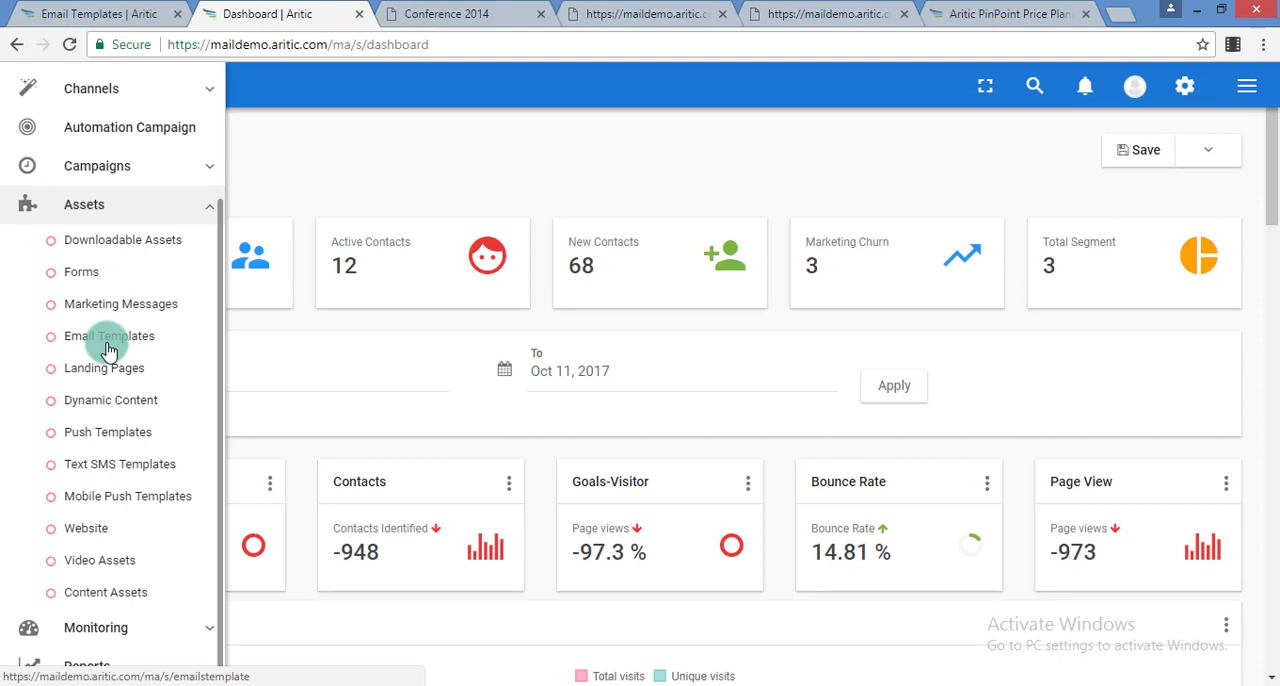 Email Templates | Aritic
Dashboard | Aritic
Conference 2014
https://maildemo.aritic.c
https://maildemo.aritic.c
Aritic PinPoint Price Plan
Secure
https://maildemo.aritic.com/ma/s/dashboard
Channels
Automation Campaign
Campaigns
Assets
Downloadable Assets
Forms
Marketing Messages
Email Templates
Landing Pages
Dynamic Content
Push Templates
Text SMS Templates
Mobile Push Templates
Website
Video Assets
Content Assets
Monitoring
Reports
https://maildemo.aritic.com/ma/s/emailstemplate
Save
Active Contacts
12
New Contacts
68
Marketing Churn
3
Total Segment
3
To
Oct 11, 2017
Apply
Contacts
Contacts Identified
-948
Goals-Visitor
Page views
-97.3 %
Bounce Rate
Bounce Rate
14.81 %
Page View
Page views
-973
Activate Windows
Go to PC settings to activate Windows.
Total visits
Unique visits